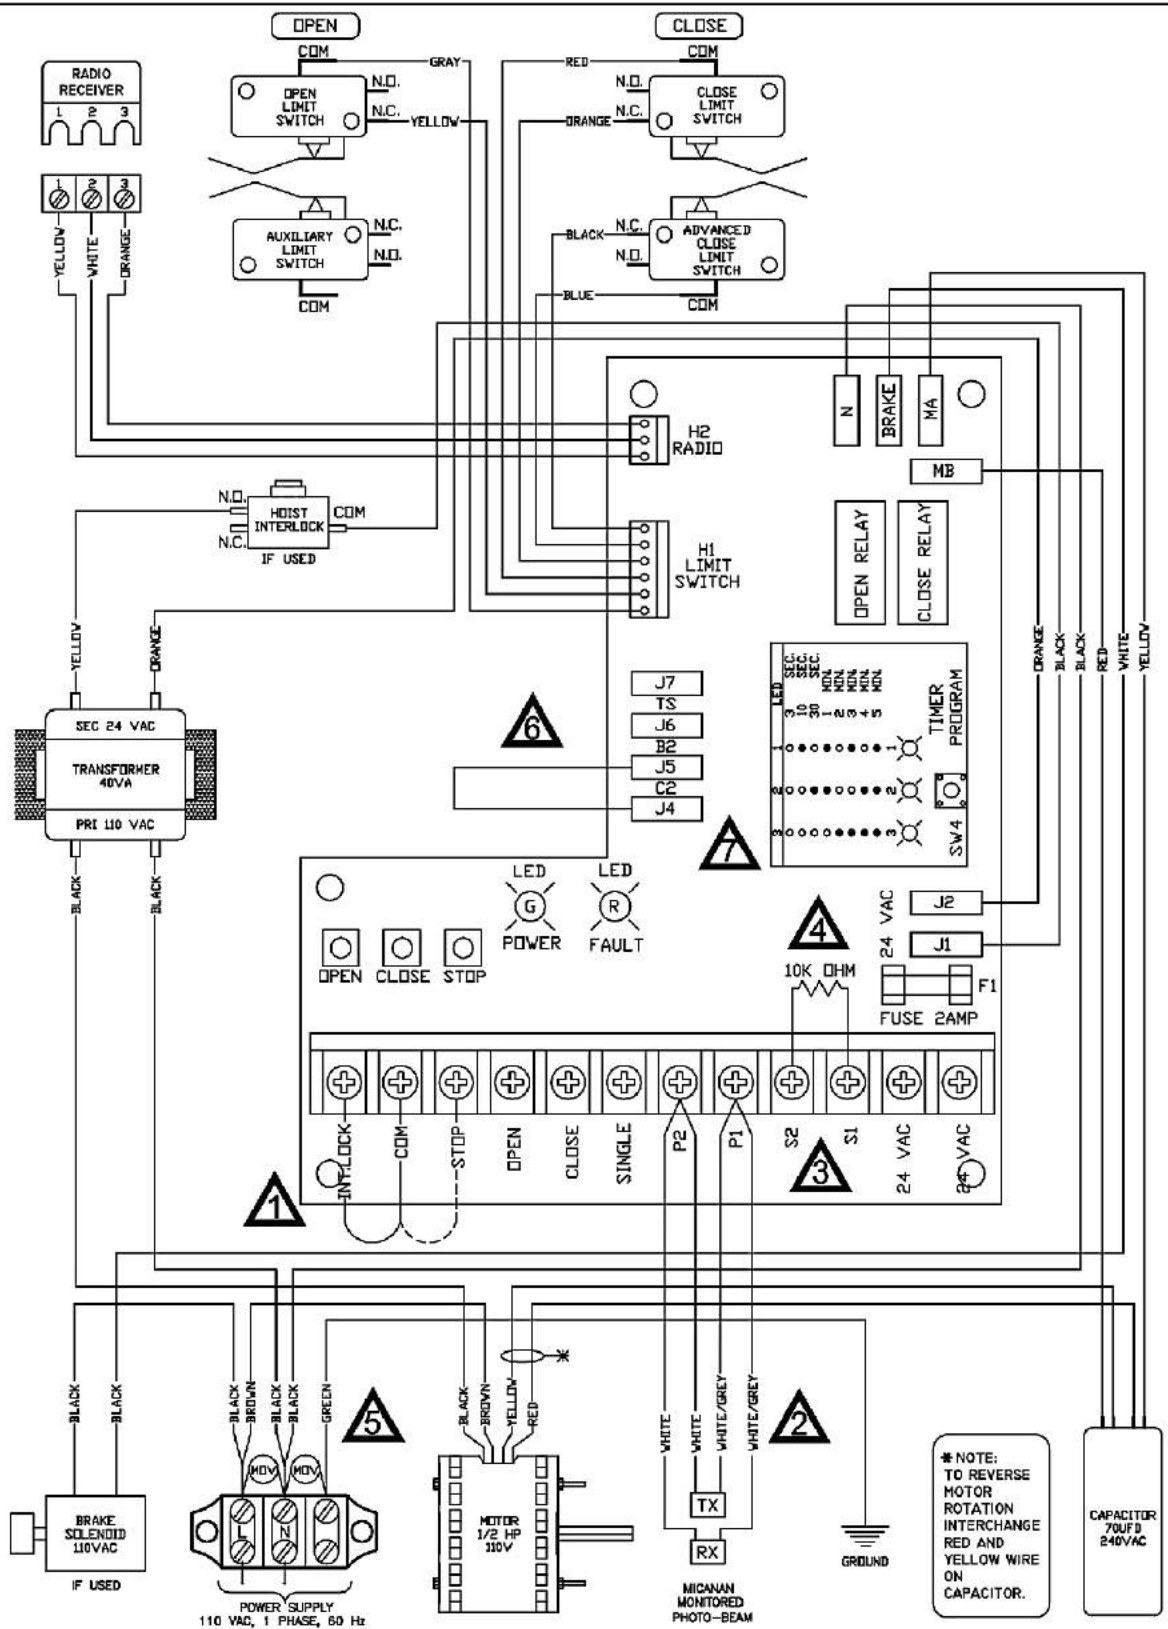 OPEN
CLOSE
COM
COM
GRAY
RED
RADIO
RECEIVER
1 2 3
OPEN
LIMIT
SWITCH
N.O.
N.C.
YELLOW
ORANGE
N.O.
N.C.
CLOSE
LIMIT
SWITCH
1 2 3
YELLOW
WHITE
ORANGE
AUXILIARY
LIMIT
SWITCH
N.C.
N.O.
COM
BLACK
N.C.
N.O.
ADVANCED
CLOSE
LIMIT
SWITCH
BLUE
COM
N
BRAKE
MA
MB
H2
RADIO
N.O.
N.C.
HOIST
INTERLOCK
COM
IF USED
H1
LIMIT
SWITCH
OPEN RELAY
CLOSE RELAY
YELLOW
ORANGE
ORANGE
BLACK
BLACK
RED
WHITE
YELLOW
SEC 24 VAC
TRANSFORMER
40VA
PRI 110 VAC
BLACK
BLACK
6
J7
TS
J6
B2
J5
C2
J4
7
LED
3 SEC.
10 SEC.
30 SEC.
1 MIN.
2 MIN.
3 MIN.
4 MIN.
5 MIN.
1 1
2 2
3 3
TIMER
PROGRAM
SW4
LED
G
POWER
LED
R
FAULT
OPEN
CLOSE
STOP
4
10K OHM
24 VAC
J2
J1
F1
FUSE 2AMP
INT.LOCK
COM
STOP
OPEN
CLOSE
SINGLE
P2
P1
S2
S1
24 VAC
24 VAC
3
1
BLACK
BLACK
BLACK
BROWN
BLACK
BLACK
GREEN
5
BLACK
BROWN
YELLOW
RED
*
WHITE
WHITE
WHITE/GREY
WHITE/GREY
2
MOV
MOV
BRAKE
SOLENOID
110VAC
IF USED
L
N
POWER SUPPLY
110 VAC, 1 PHASE, 60 Hz
MOTOR
1/2 HP
110V
TX
RX
MICANAN
MONITORED
PHOTO-BEAM
GROUND
* NOTE:
TO REVERSE
MOTOR
ROTATION
INTERCHANGE
RED AND
YELLOW WIRE
ON
CAPACITOR.
CAPACITOR
70UFD
240VAC